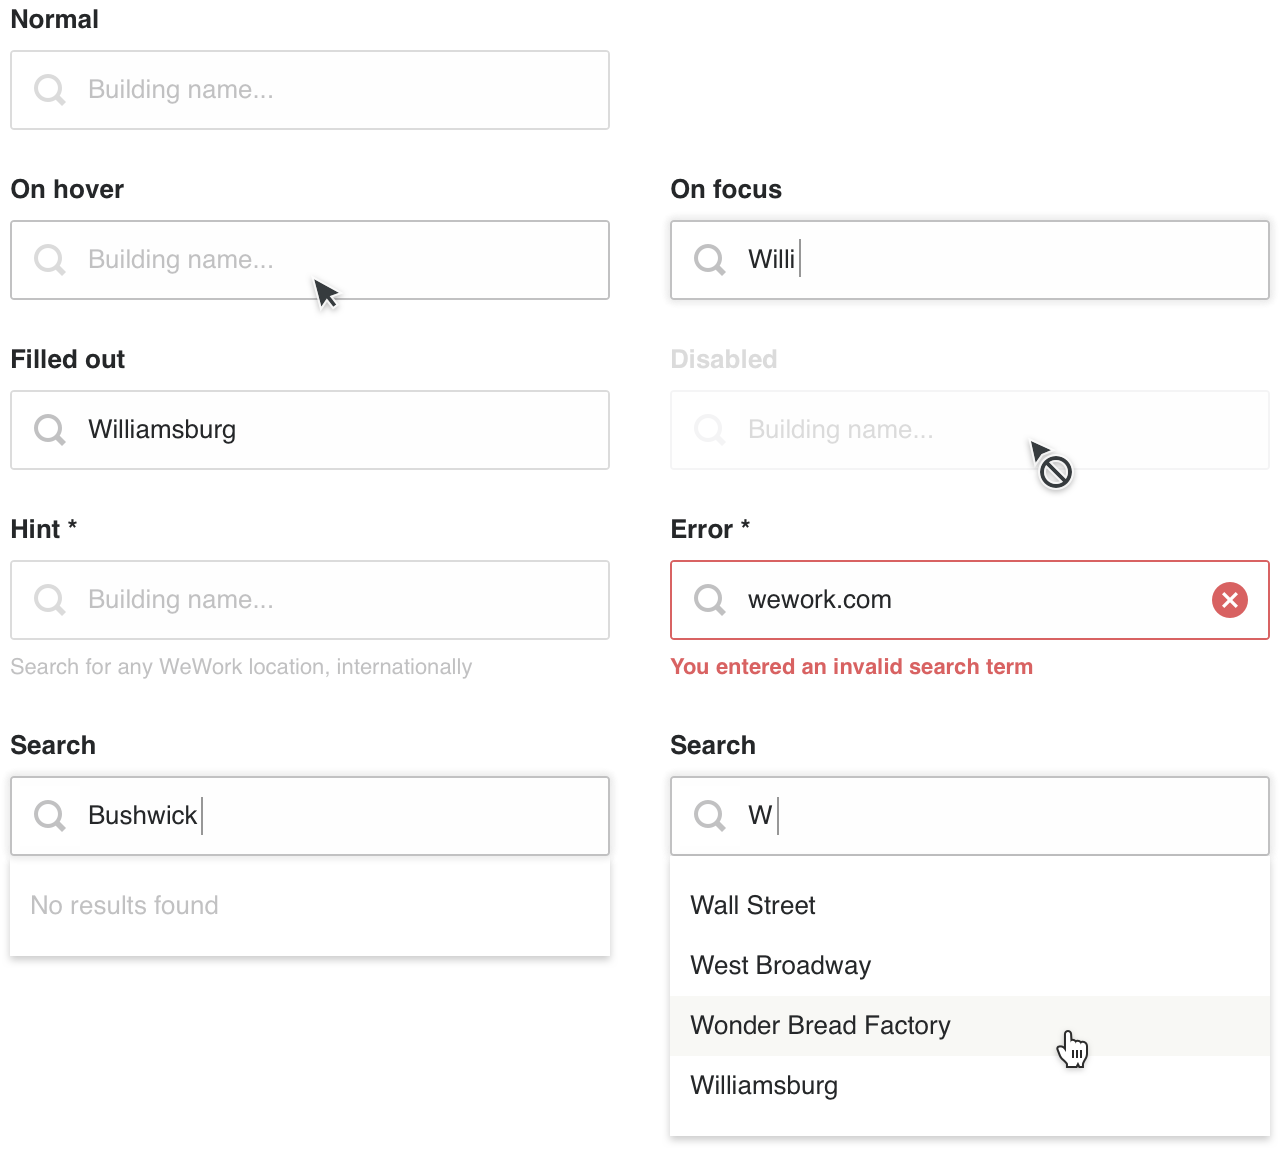 Normal
Building name...
On hover
Building name...
On focus
Willi
Filled out
Williamsburg
Disabled
Building name...
Hint *
Building name...
Search for any WeWork location, internationally
Error *
wework.com
You entered an invalid search term
Search
Bushwick
No results found
Search
W
Wall Street
West Broadway
Wonder Bread Factory
Williamsburg